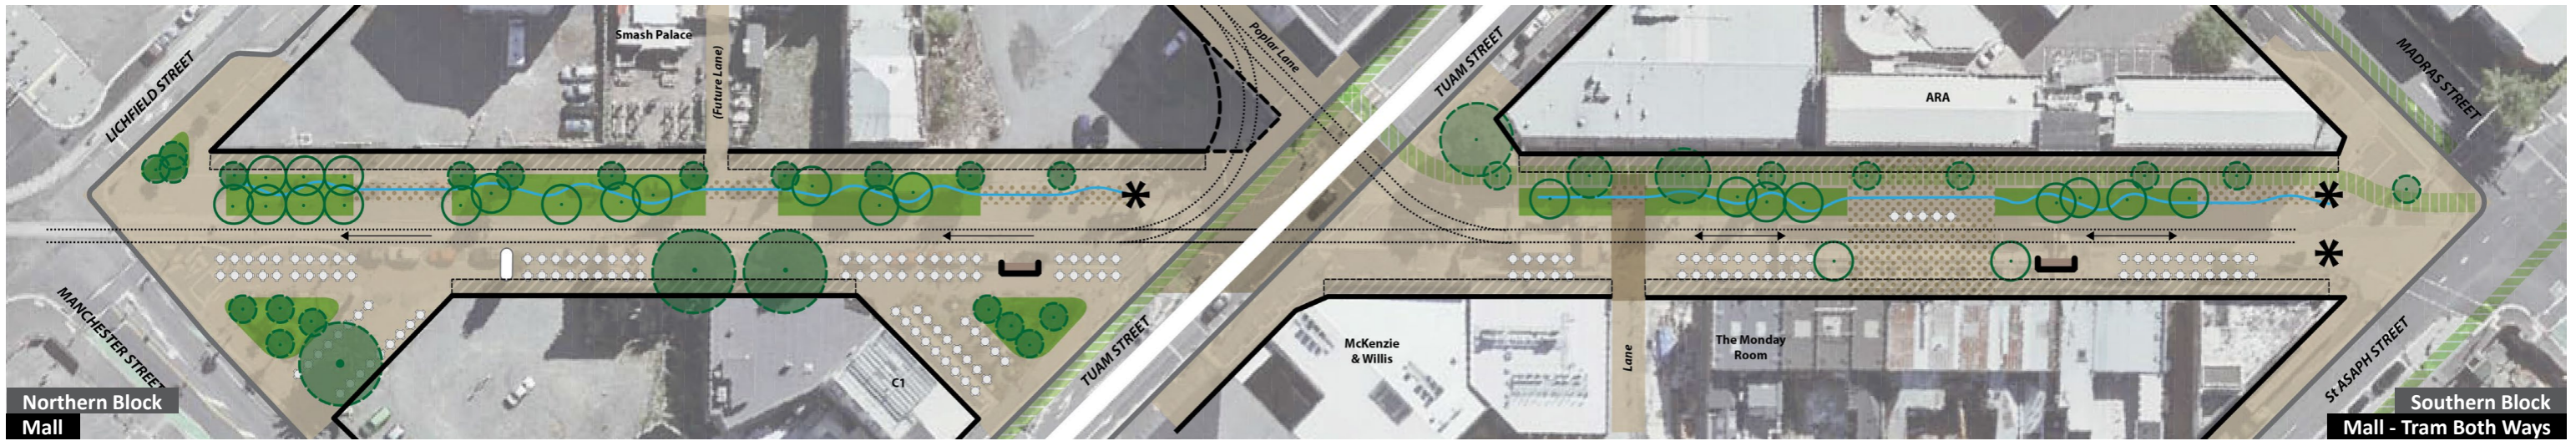 Smash Palace
(Future Lane)
Poplar Lane
LICHFIELD STREET
TUAM STREET
MADRAS STREET
ARA
MANCHESTER STREET
TUAM STREET
C1
McKenzie
& Willis
Lane
The Monday
Room
St ASAPH STREET
Northern Block
Mall
Southern Block
Mall - Tram Both Ways